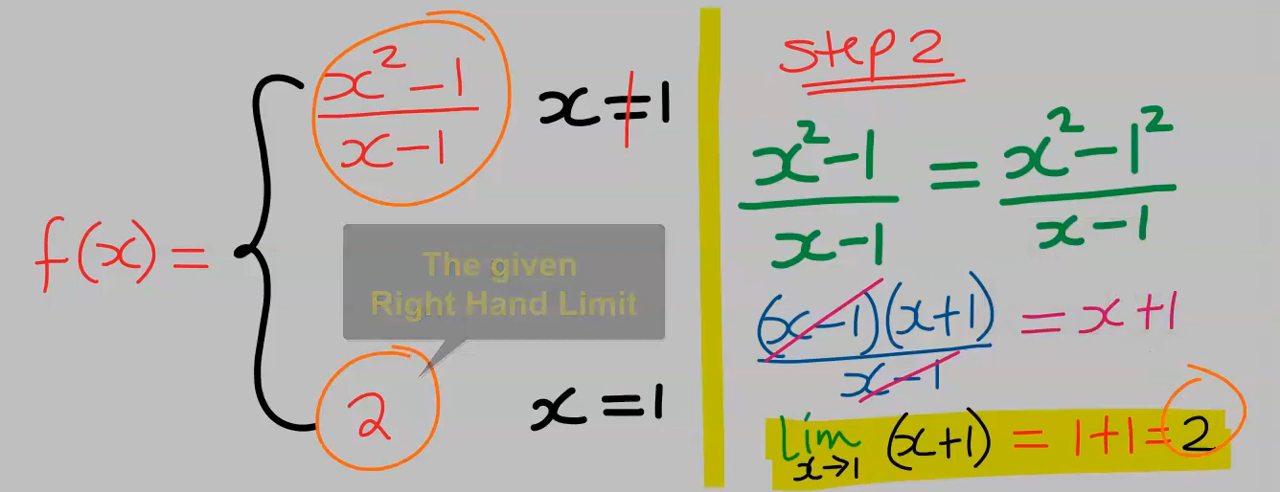 f(x) = { (x² - 1)/(x - 1) x ≠ 1
The given
Right Hand Limit
2 x = 1
Step 2
(x² - 1)/(x - 1) = (x² - 1²)/(x - 1)
(x - 1)(x + 1)/(x - 1) = x + 1
lim x→1 (x + 1) = 1 + 1 = 2